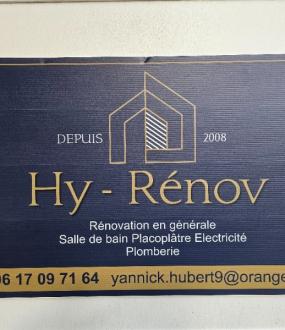 DEPUIS 2008
Hy - Rénov
Rénovation en générale
Salle de bain Placoplâtre Electricité
Plomberie
06 17 09 71 64 yannick.hubert9@orange